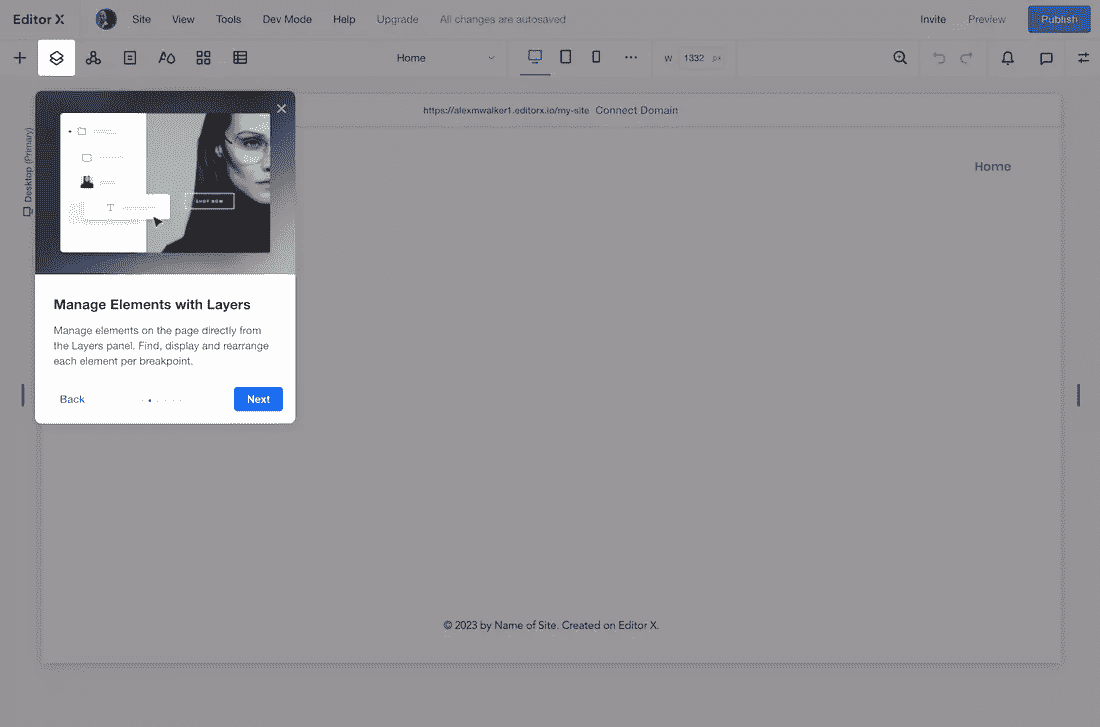 Editor X Site View Tools Dev Mode Help Upgrade All changes are autosaved Invite Preview Publish
Home W 1332 px
https://alexmwalker1.editorx.io/my-site Connect Domain
Desktop (Primary)
Home
T
SHOP NOW
Manage Elements with Layers
Manage elements on the page directly from
the Layers panel. Find, display and rearrange
each element per breakpoint.
Back Next
© 2023 by Name of Site. Created on Editor X.